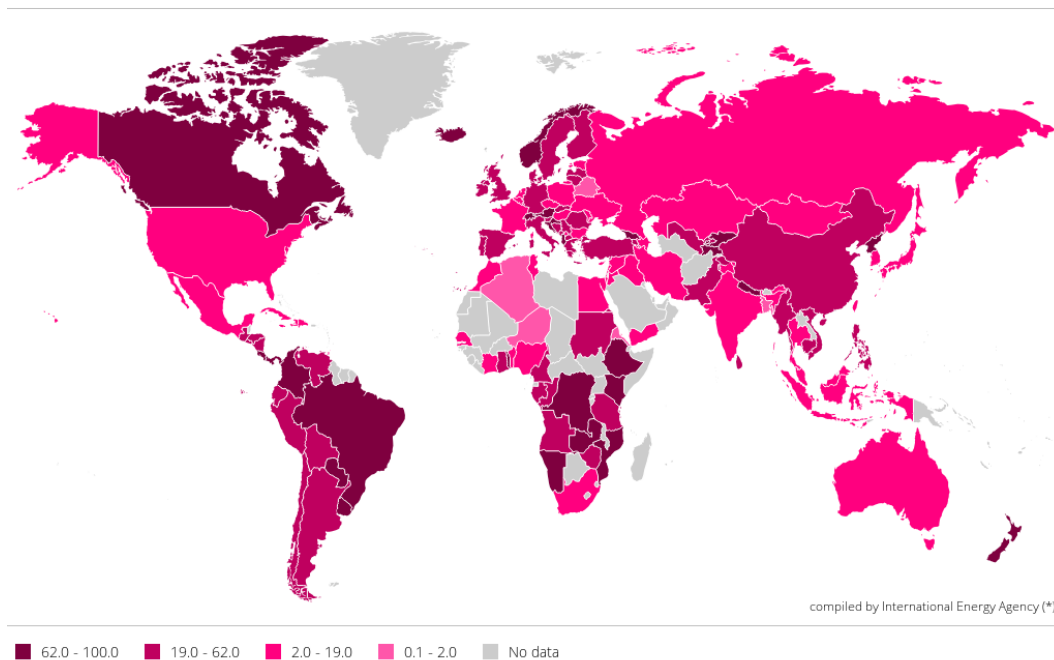 compiled by International Energy Agency (*)
62.0 - 100.0 19.0 - 62.0 2.0 - 19.0 0.1 - 2.0 No data